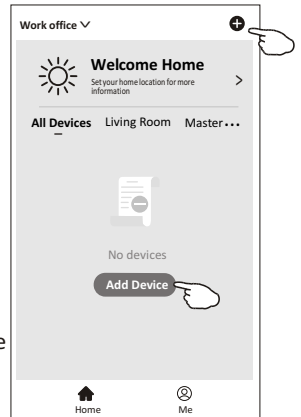 Work office
Welcome Home
Set your home location for more
information
All Devices Living Room Master...
No devices
Add Device
e
Home Me